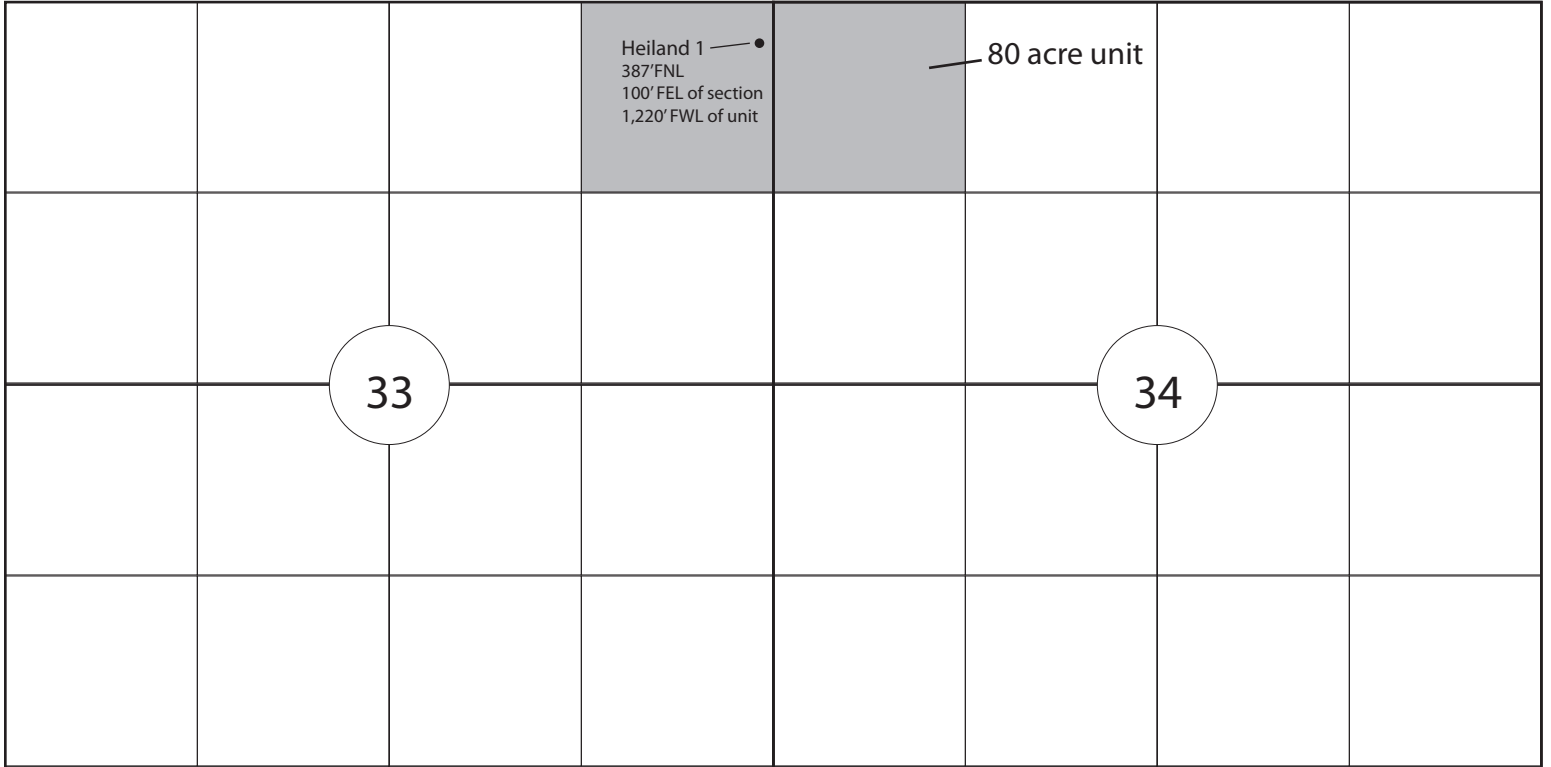 Heiland 1
387'FNL
100' FEL of section
1,220' FWL of unit
80 acre unit
33
34